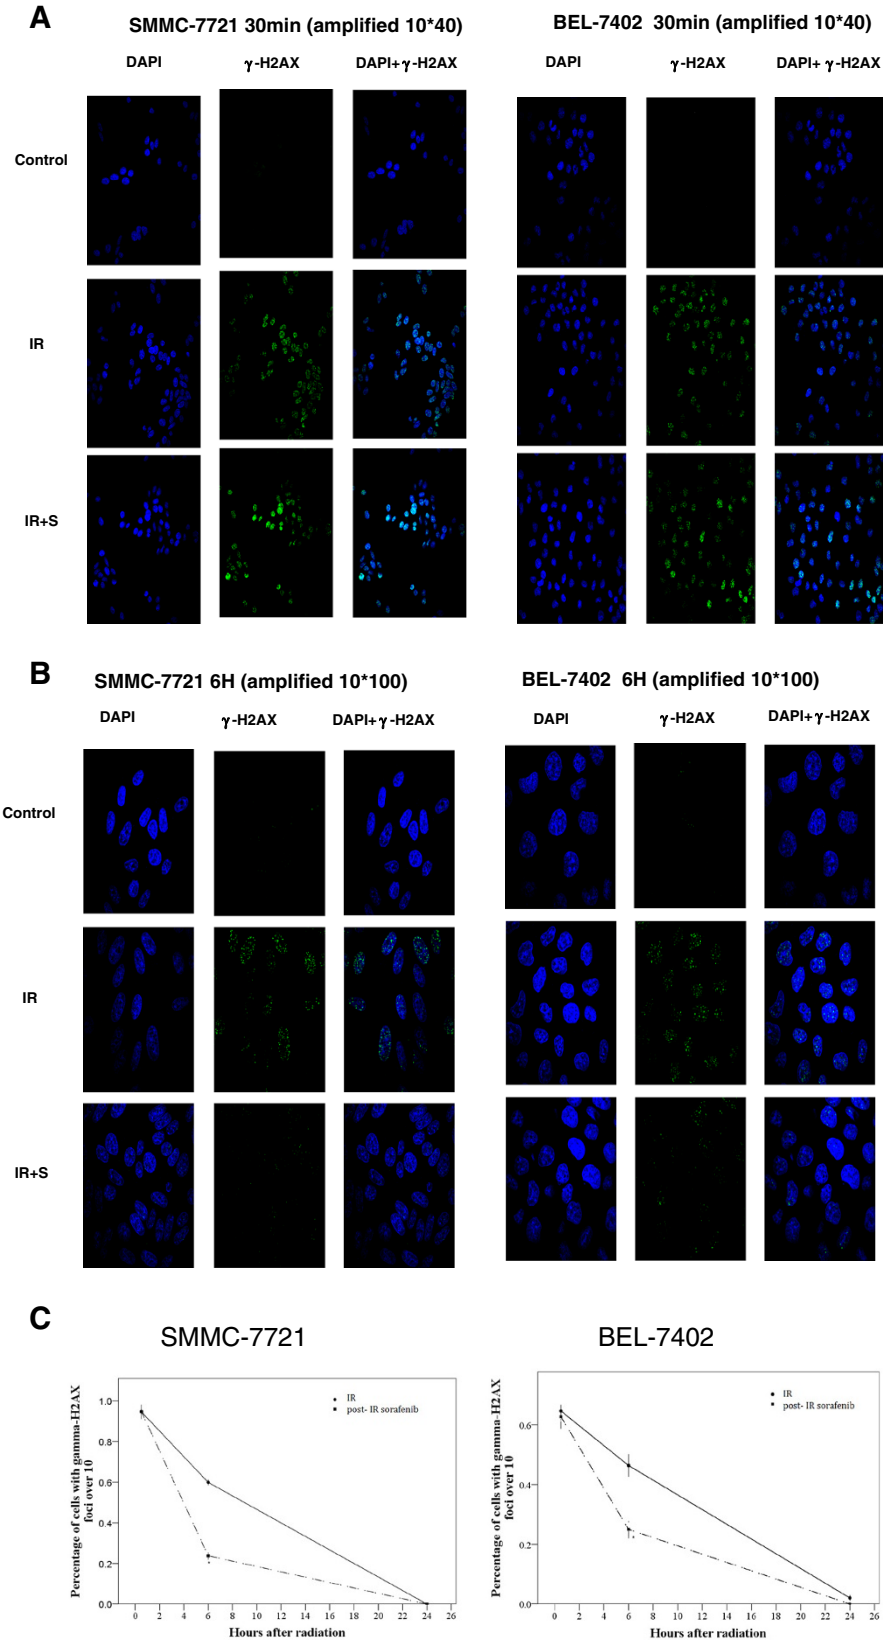 A
SMMC-7721 30min (amplified 10*40)
BEL-7402 30min (amplified 10*40)
DAPI
γ-H2AX
DAPI+γ-H2AX
DAPI
γ-H2AX
DAPI+ γ-H2AX
Control
IR
IR+S
B
SMMC-7721 6H (amplified 10*100)
BEL-7402 6H (amplified 10*100)
DAPI
γ-H2AX
DAPI+γ-H2AX
DAPI
γ-H2AX
DAPI+γ-H2AX
Control
IR
IR+S
C
SMMC-7721
BEL-7402
Percentage of cells with gamma-H2AX
foci over 10
1.0
0.8
0.6
0.4
0.2
0.0
IR
post- IR sorafenib
0 2 4 6 8 10 12 14 16 18 20 22 24 26
Hours after radiation
Percentage of cells with gamma-H2AX
foci over 10
0.6
0.4
0.2
0.0
IR
post-IR sorafenib
0 2 4 6 8 10 12 14 16 18 20 22 24 26
Hours after radiation